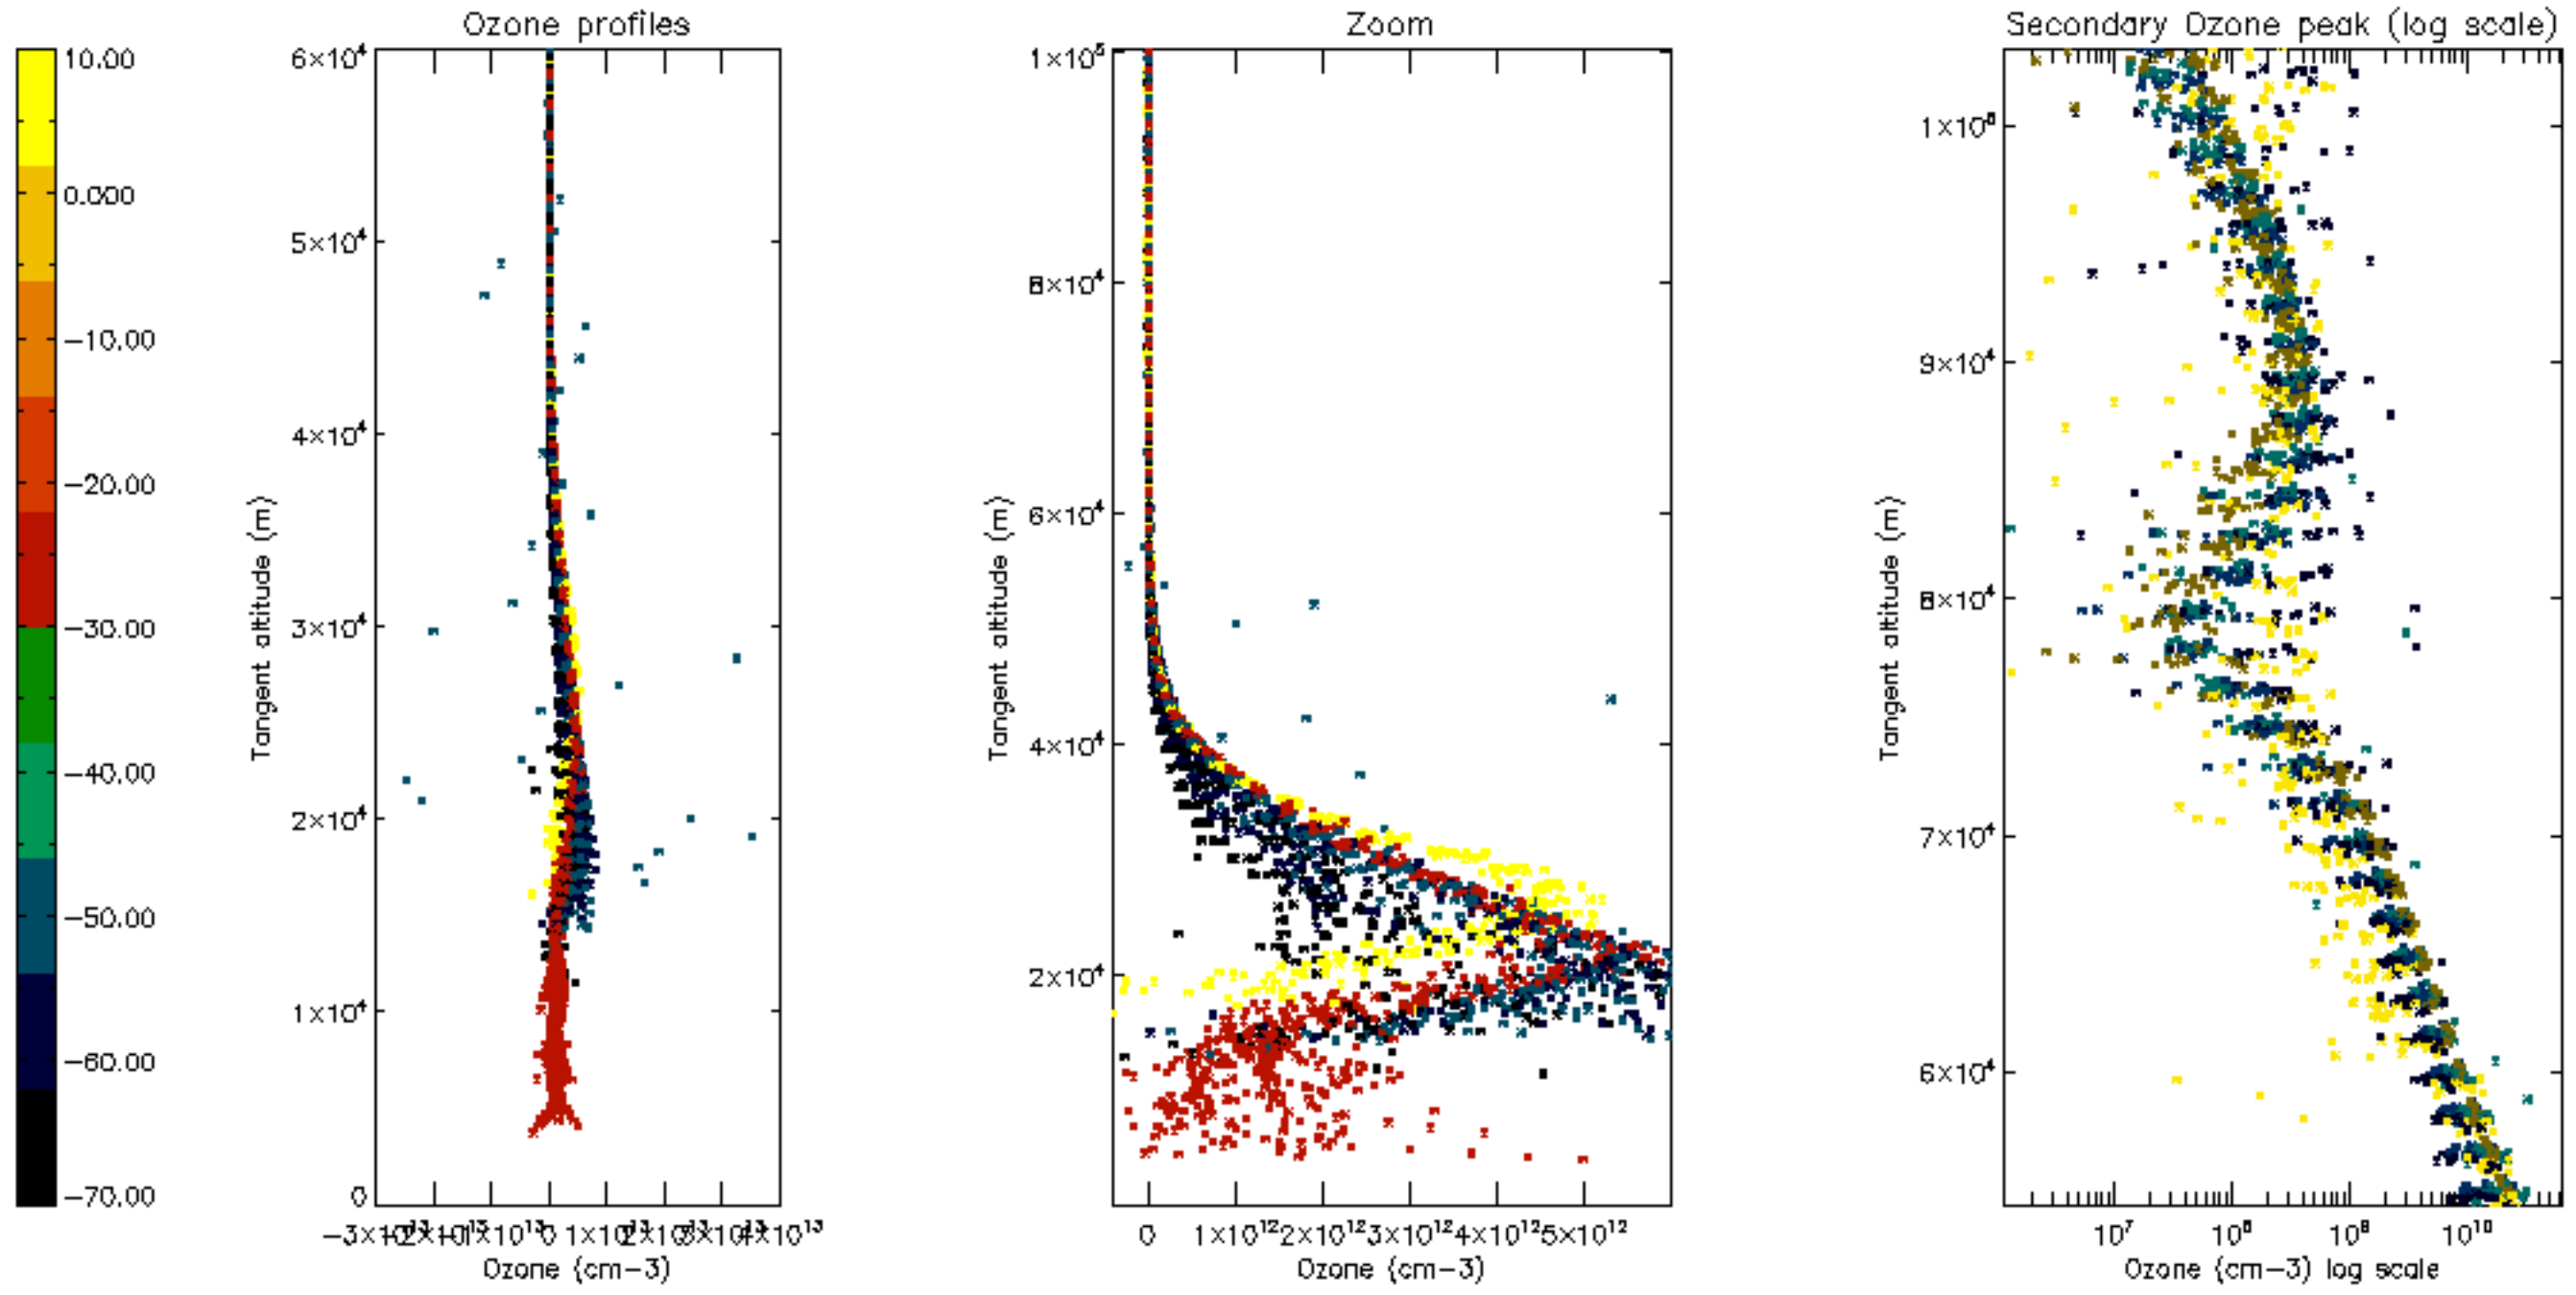 Ozone profiles
Zoom
Secondary Ozone peak (log scale)
10.00
0.00
−10.00
−20.00
−30.00
−40.00
−50.00
−60.00
−70.00
6×10⁴
5×10⁴
4×10⁴
3×10⁴
2×10⁴
1×10⁴
0
Tangent altitude (m)
0
4×10¹³
Ozone (cm−3)
1×10⁵
8×10⁴
6×10⁴
4×10⁴
2×10⁴
Tangent altitude (m)
0 1×10¹² 2×10¹² 3×10¹² 4×10¹² 5×10¹²
Ozone (cm−3)
1×10⁵
9×10⁴
8×10⁴
7×10⁴
6×10⁴
Tangent altitude (m)
10⁷ 10⁸ 10⁹ 10¹⁰
Ozone (cm−3) log scale